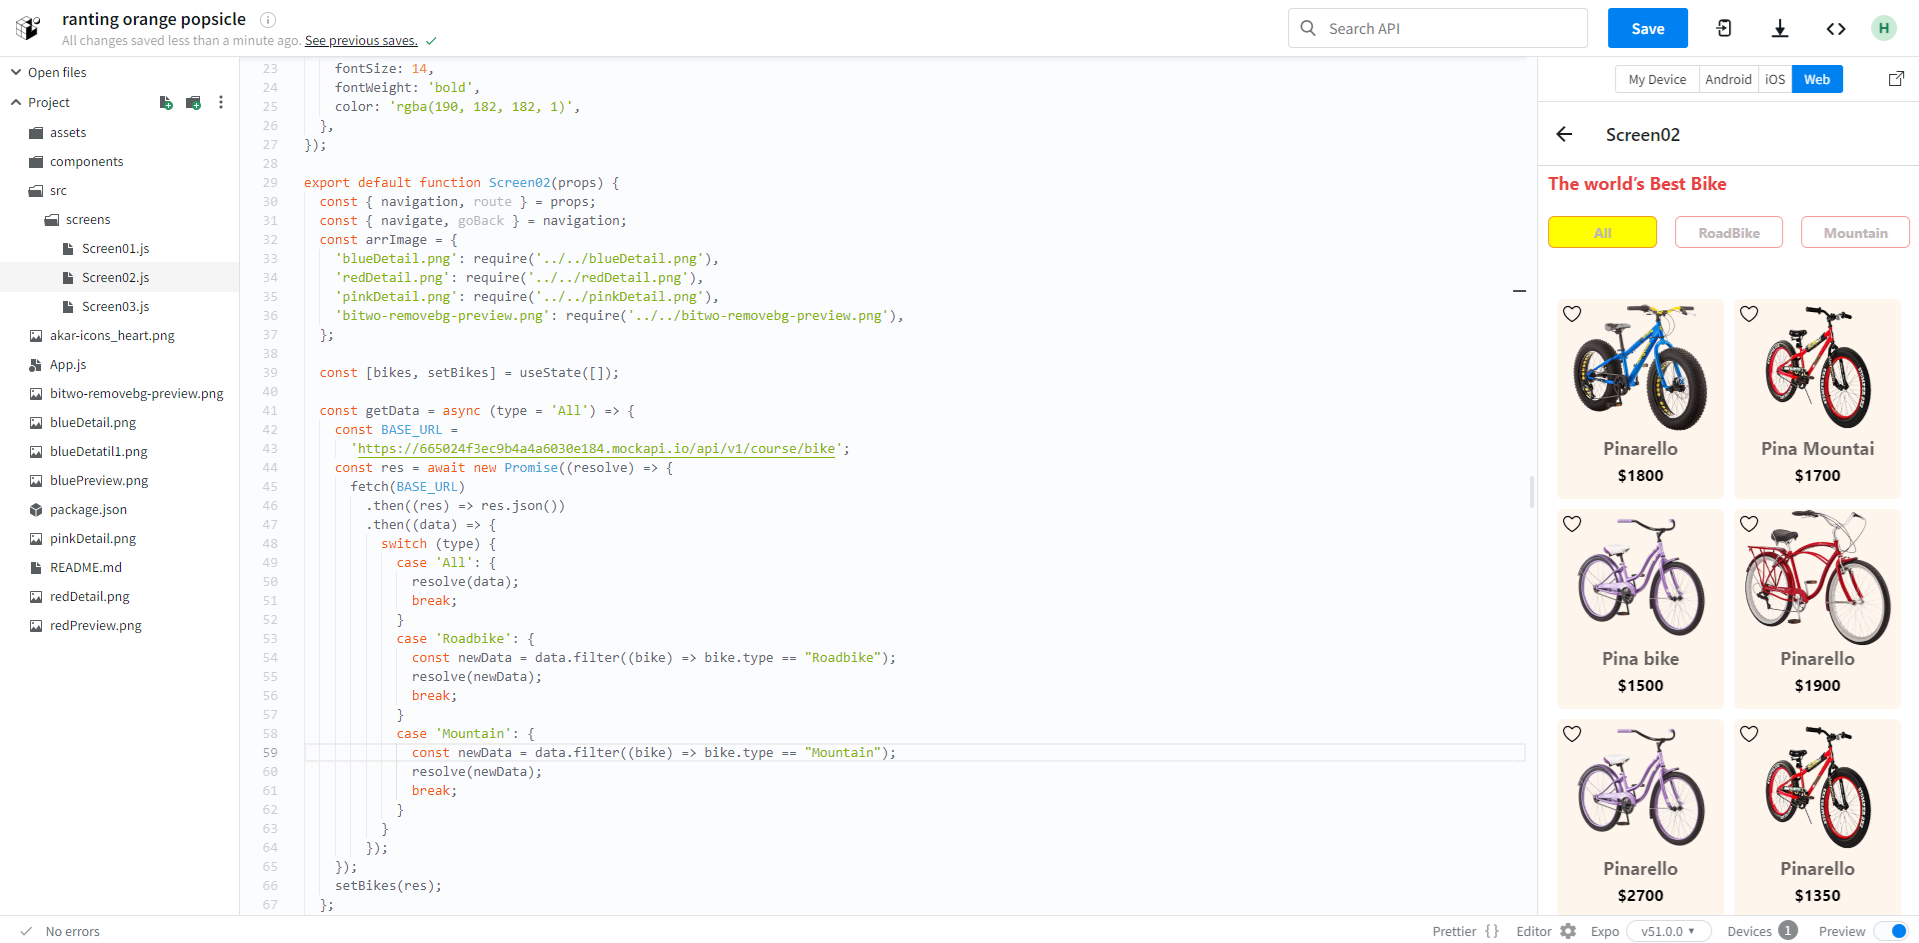 ranting orange popsicle
All changes saved less than a minute ago. See previous saves.
Search API
Save
H
Open files
Project
assets
components
src
screens
Screen01.js
Screen02.js
Screen03.js
akar-icons_heart.png
App.js
bitwo-removebg-preview.png
blueDetail.png
blueDetatil1.png
bluePreview.png
package.json
pinkDetail.png
README.md
redDetail.png
redPreview.png
23 fontSize: 14,
24 fontWeight: 'bold',
25 color: 'rgba(190, 182, 182, 1)',
26 },
27 });
28
29 export default function Screen02(props) {
30 const { navigation, route } = props;
31 const { navigate, goBack } = navigation;
32 const arrImage = {
33 'blueDetail.png': require('../../blueDetail.png'),
34 'redDetail.png': require('../../redDetail.png'),
35 'pinkDetail.png': require('../../pinkDetail.png'),
36 'bitwo-removebg-preview.png': require('../../bitwo-removebg-preview.png'),
37 };
38
39 const [bikes, setBikes] = useState([]);
40
41 const getData = async (type = 'All') => {
42 const BASE_URL =
43 'https://665024f3ec9b4a4a6030e184.mockapi.io/api/v1/course/bike';
44 const res = await new Promise((resolve) => {
45 fetch(BASE_URL)
46 .then((res) => res.json())
47 .then((data) => {
48 switch (type) {
49 case 'All': {
50 resolve(data);
51 break;
52 }
53 case 'Roadbike': {
54 const newData = data.filter((bike) => bike.type == "Roadbike");
55 resolve(newData);
56 break;
57 }
58 case 'Mountain': {
59 const newData = data.filter((bike) => bike.type == "Mountain");
60 resolve(newData);
61 break;
62 }
63 }
64 });
65 });
66 setBikes(res);
67 };
My Device Android iOS Web
Screen02
The world's Best Bike
All RoadBike Mountain
Pinarello
$1800
Pina Mountai
$1700
Pina bike
$1500
Pinarello
$1900
Pinarello
$2700
Pinarello
$1350
No errors
Prettier { } Editor Expo v51.0.0 Devices 1 Preview